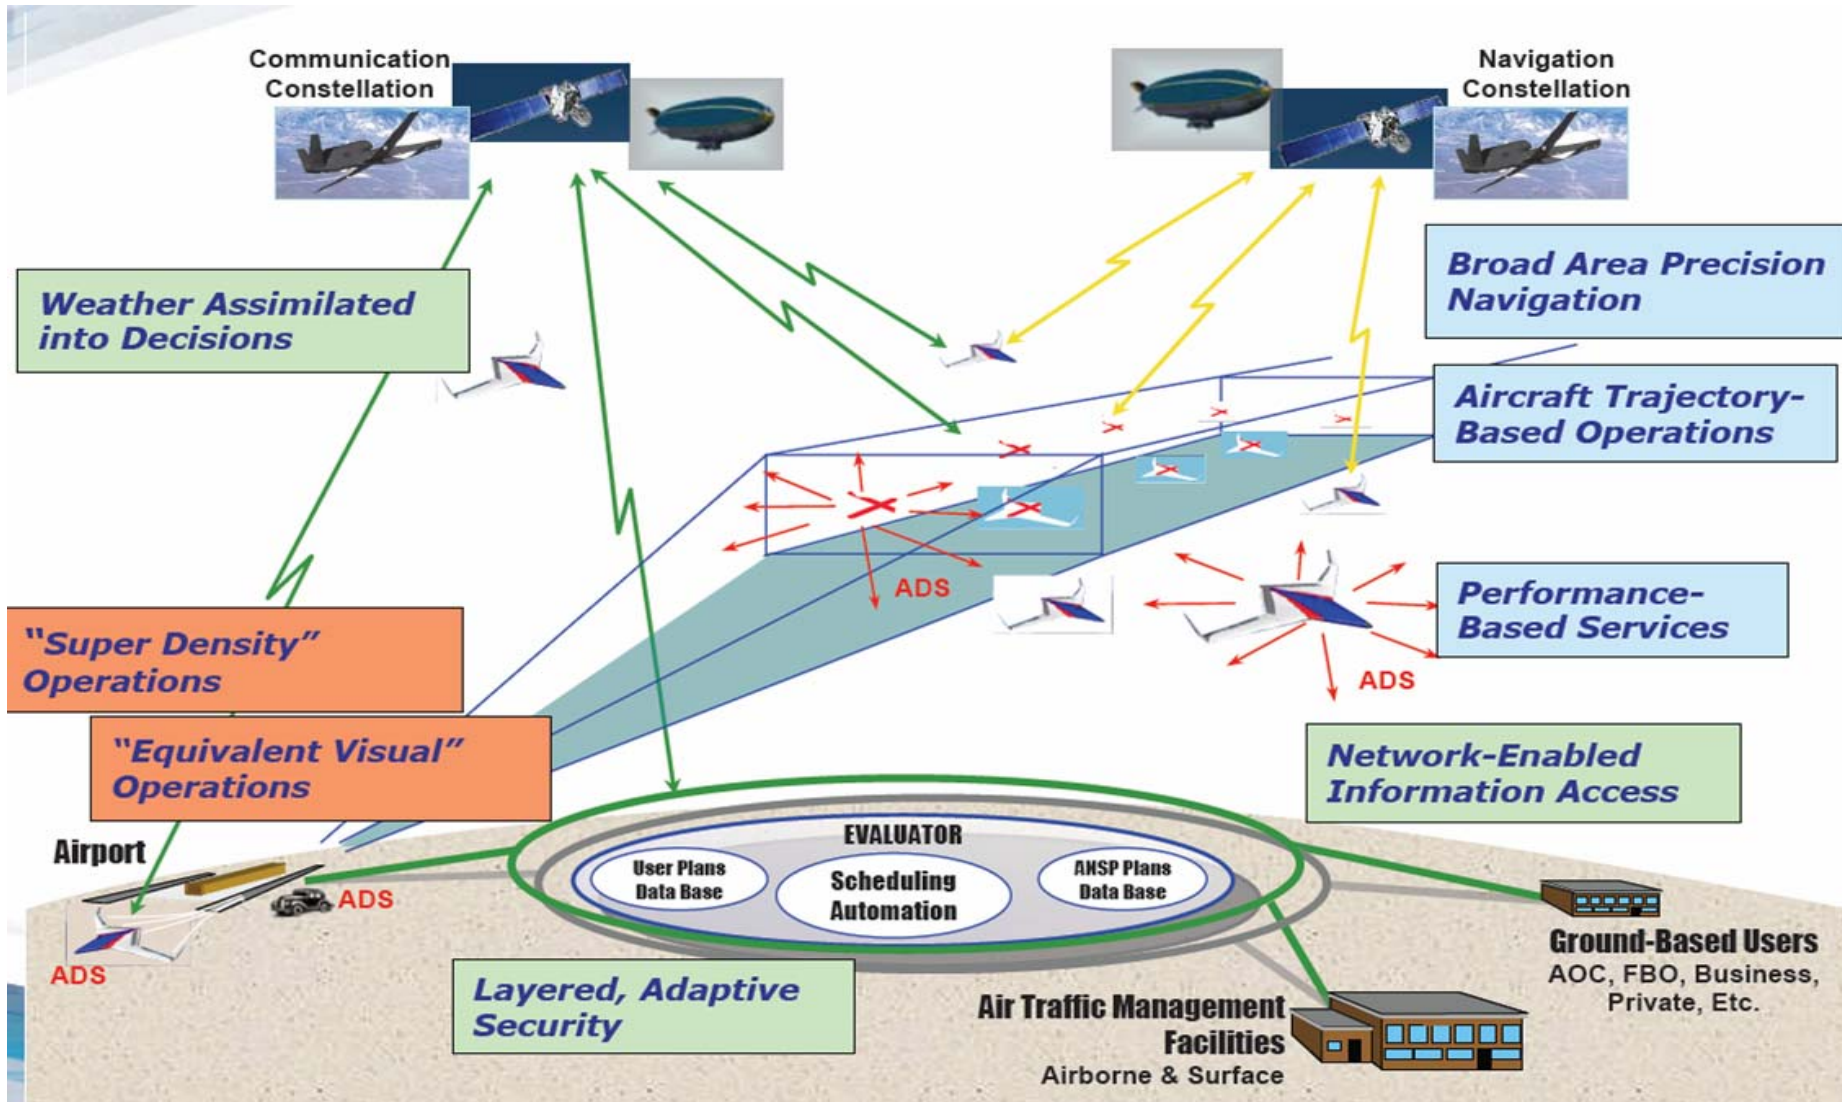 Communication
Constellation
Navigation
Constellation
Weather Assimilated
into Decisions
Broad Area Precision
Navigation
Aircraft Trajectory-
Based Operations
ADS
Performance-
Based Services
ADS
“Super Density”
Operations
“Equivalent Visual”
Operations
Network-Enabled
Information Access
Airport
ADS
ADS
EVALUATOR
User Plans
Data Base
Scheduling
Automation
ANSP Plans
Data Base
Layered, Adaptive
Security
Ground-Based Users
AOC, FBO, Business,
Private, Etc.
Air Traffic Management
Facilities
Airborne & Surface